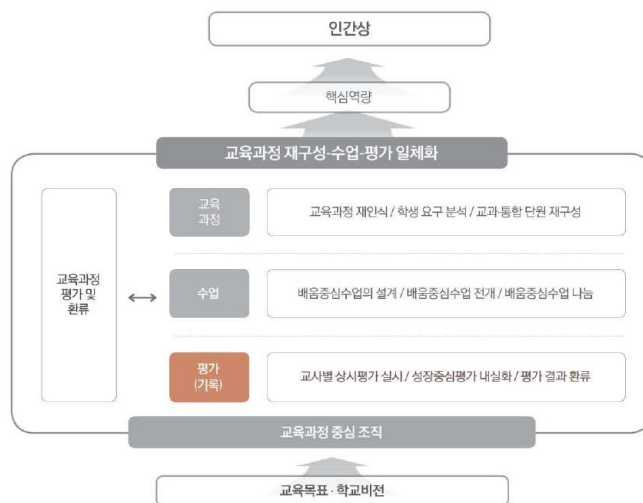 인간상
핵심역량
교육과정 재구성-수업-평가 일체화
교육과정
평가 및
환류
교육
과정
교육과정 재인식 / 학생 요구 분석 / 교과·통합 단원 재구성
수업
배움중심수업의 설계 / 배움중심수업 전개 / 배움중심수업 나눔
평가
(기록)
교사별 상시평가 실시 / 성장중심평가 내실화 / 평가 결과 환류
교육과정 중심 조직
교육목표 · 학교비전